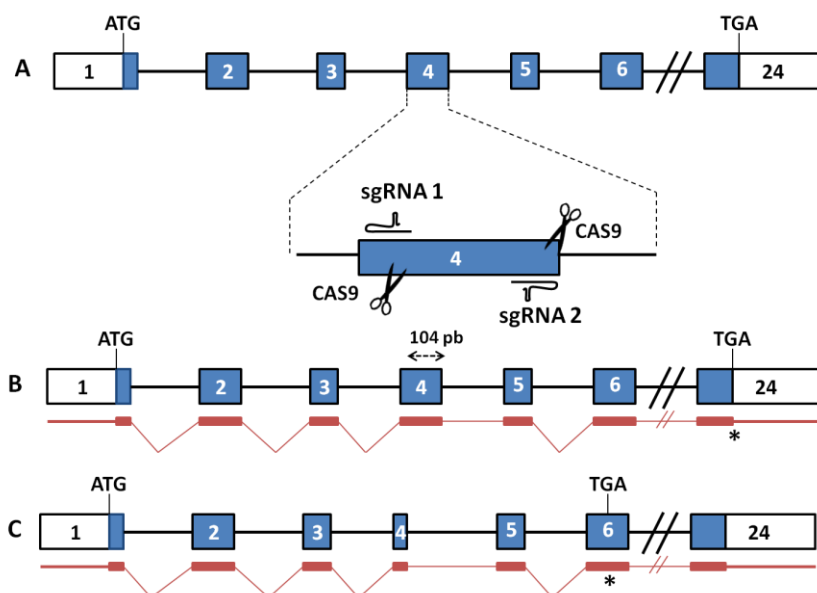 ATG TGA
A 1 2 3 4 5 6 24
sgRNA 1
CAS9
4
CAS9
sgRNA 2
104 pb
ATG TGA
B 1 2 3 4 5 6 24
*
ATG TGA
C 1 2 3 4 5 6 24
*